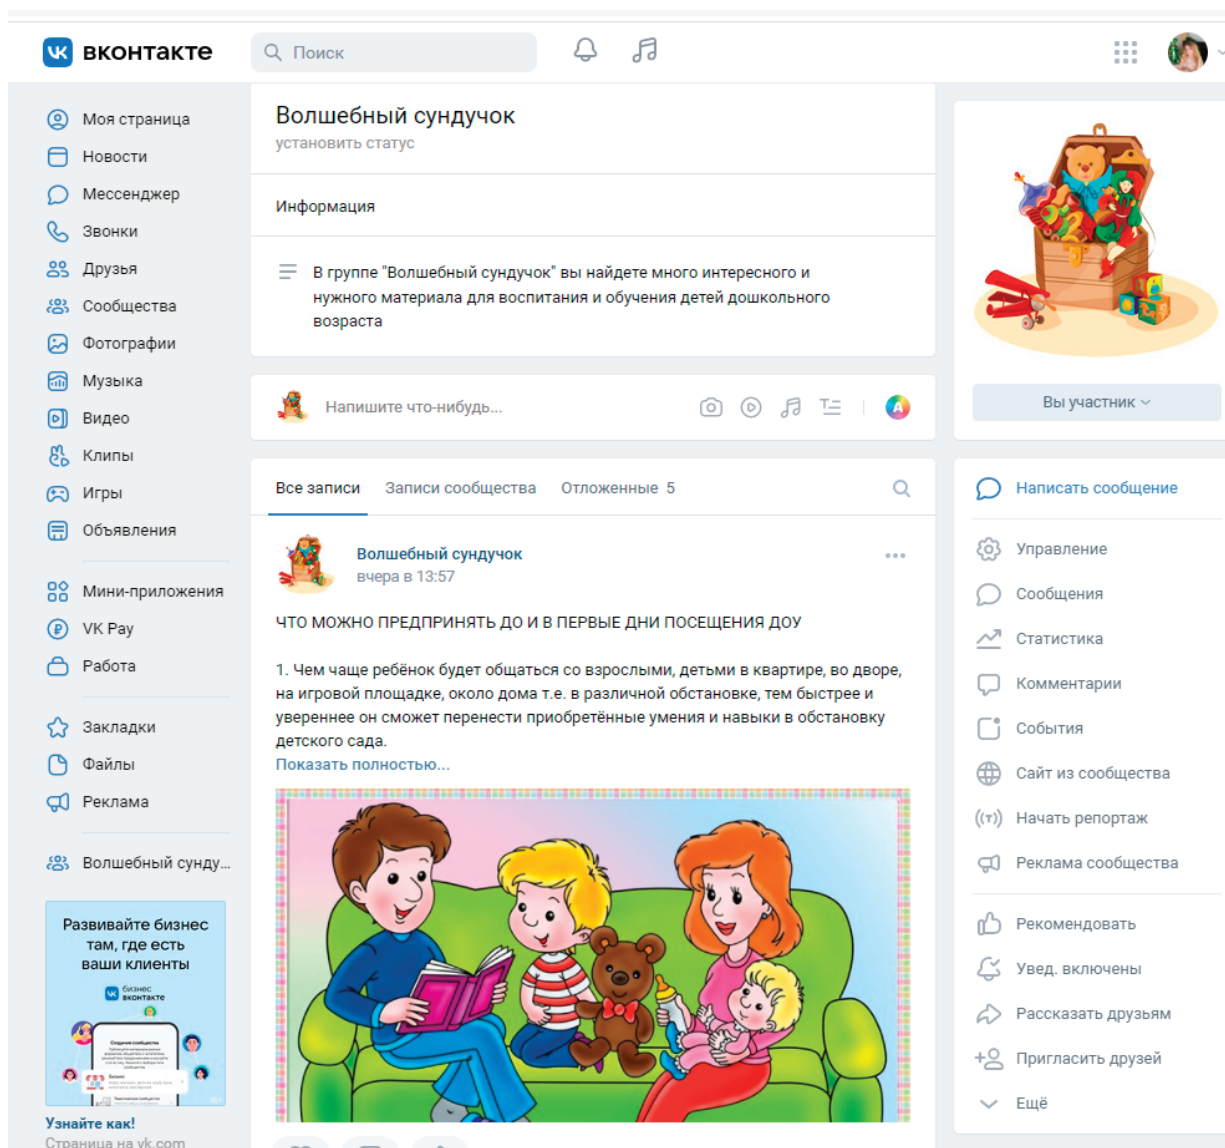 вконтакте
Поиск
Моя страница
Новости
Мессенджер
Звонки
Друзья
Сообщества
Фотографии
Музыка
Видео
Клипы
Игры
Объявления
Мини-приложения
VK Pay
Работа
Закладки
Файлы
Реклама
Волшебный сунду...
Развивайте бизнес
там, где есть
ваши клиенты
бизнес
вконтакте
Создание сообщества
Узнайте как!
Страница на vk.com
Волшебный сундучок
установить статус
Информация
В группе "Волшебный сундучок" вы найдете много интересного и
нужного материала для воспитания и обучения детей дошкольного
возраста
Напишите что-нибудь...
Все записи Записи сообщества Отложенные 5
Волшебный сундучок
вчера в 13:57
ЧТО МОЖНО ПРЕДПРИНЯТЬ ДО И В ПЕРВЫЕ ДНИ ПОСЕЩЕНИЯ ДОУ
1. Чем чаще ребёнок будет общаться со взрослыми, детьми в квартире, во дворе,
на игровой площадке, около дома т.е. в различной обстановке, тем быстрее и
увереннее он сможет перенести приобретённые умения и навыки в обстановку
детского сада.
Показать полностью...
Вы участник
Написать сообщение
Управление
Сообщения
Статистика
Комментарии
События
Сайт из сообщества
Начать репортаж
Реклама сообщества
Рекомендовать
Увед. включены
Рассказать друзьям
Пригласить друзей
Ещё